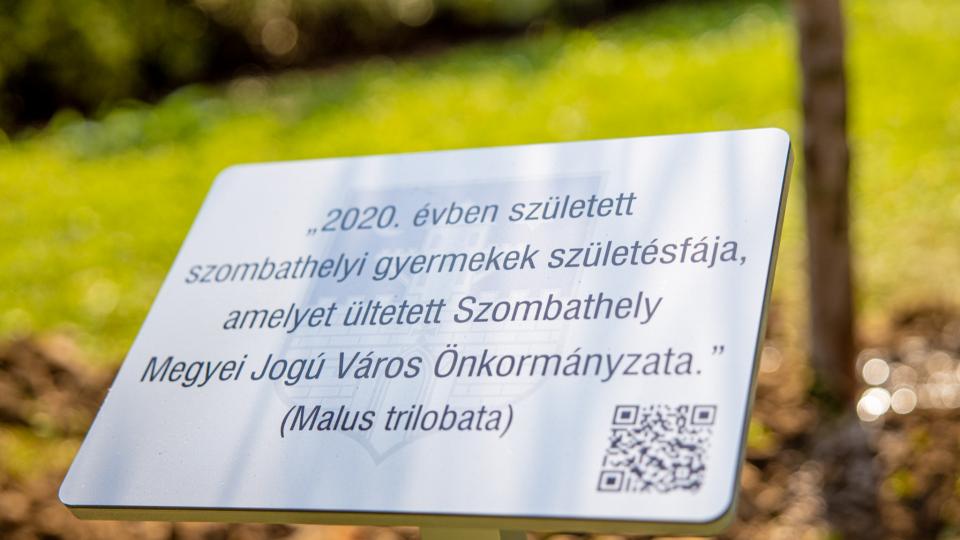 „2020. évben született
szombathelyi gyermekek születésfája,
amelyet ültetett Szombathely
Megyei Jogú Város Önkormányzata.”
(Malus trilobata)